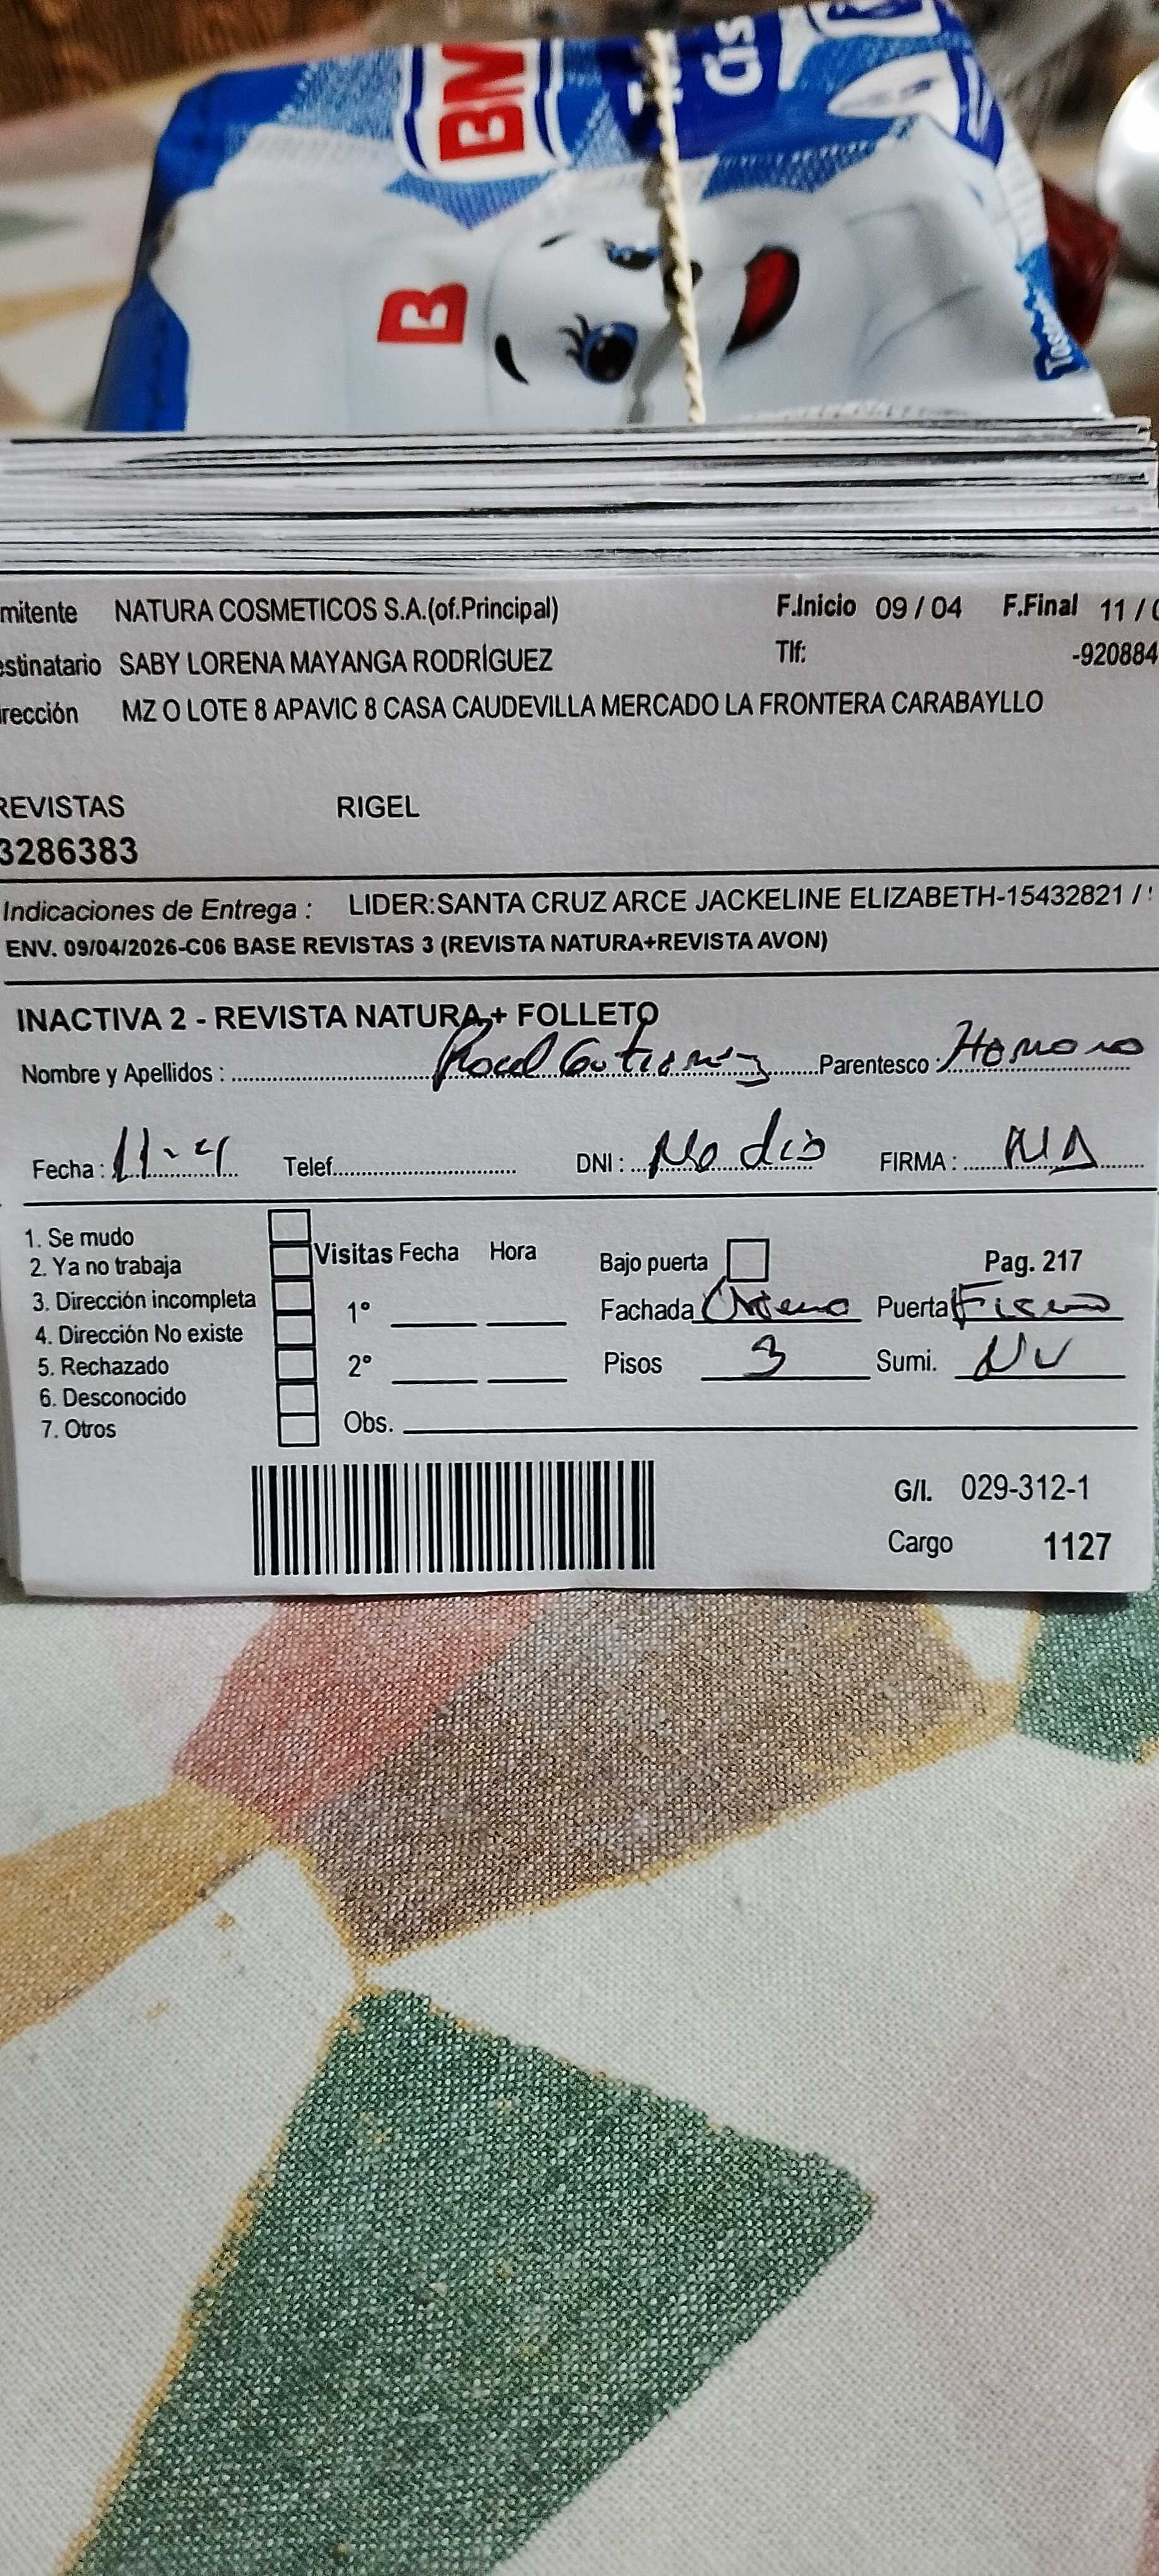 BM
CIS
B
mitente NATURA COSMETICOS S.A.(of.Principal) F.Inicio 09 / 04 F.Final 11 /
estinatario SABY LORENA MAYANGA RODRÍGUEZ Tlf: -920884
rección MZ O LOTE 8 APAVIC 8 CASA CAUDEVILLA MERCADO LA FRONTERA CARABAYLLO
REVISTAS RIGEL
3286383
Indicaciones de Entrega : LIDER:SANTA CRUZ ARCE JACKELINE ELIZABETH-15432821 /
ENV. 09/04/2026-C06 BASE REVISTAS 3 (REVISTA NATURA+REVISTA AVON)
INACTIVA 2 - REVISTA NATURA + FOLLETO
Nombre y Apellidos : Parentesco :
Fecha : 11-4 Telef. DNI : No dio FIRMA :
1. Se mudo
2. Ya no trabaja Visitas Fecha Hora Bajo puerta Pag. 217
3. Dirección incompleta 1° Fachada Puerta
4. Dirección No existe
5. Rechazado 2° Pisos 3 Sumi. NV
6. Desconocido
7. Otros Obs.
G/I. 029-312-1
Cargo 1127